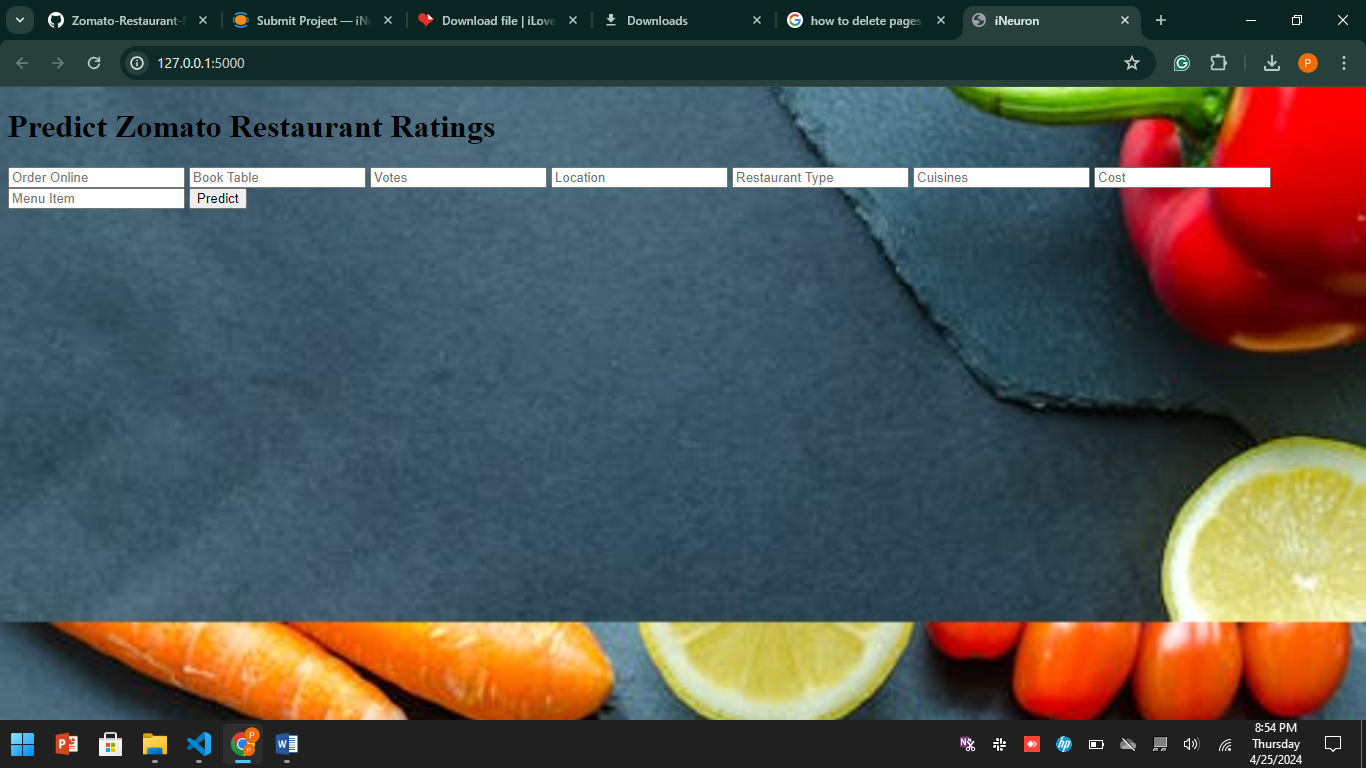 Zomato-Restaurant-
Submit Project — iN
Download file | iLove
Downloads
how to delete pages
iNeuron
127.0.0.1:5000
P
Predict Zomato Restaurant Ratings
Order Online Book Table Votes Location Restaurant Type Cuisines Cost
Menu Item Predict
8:54 PM
Thursday
4/25/2024